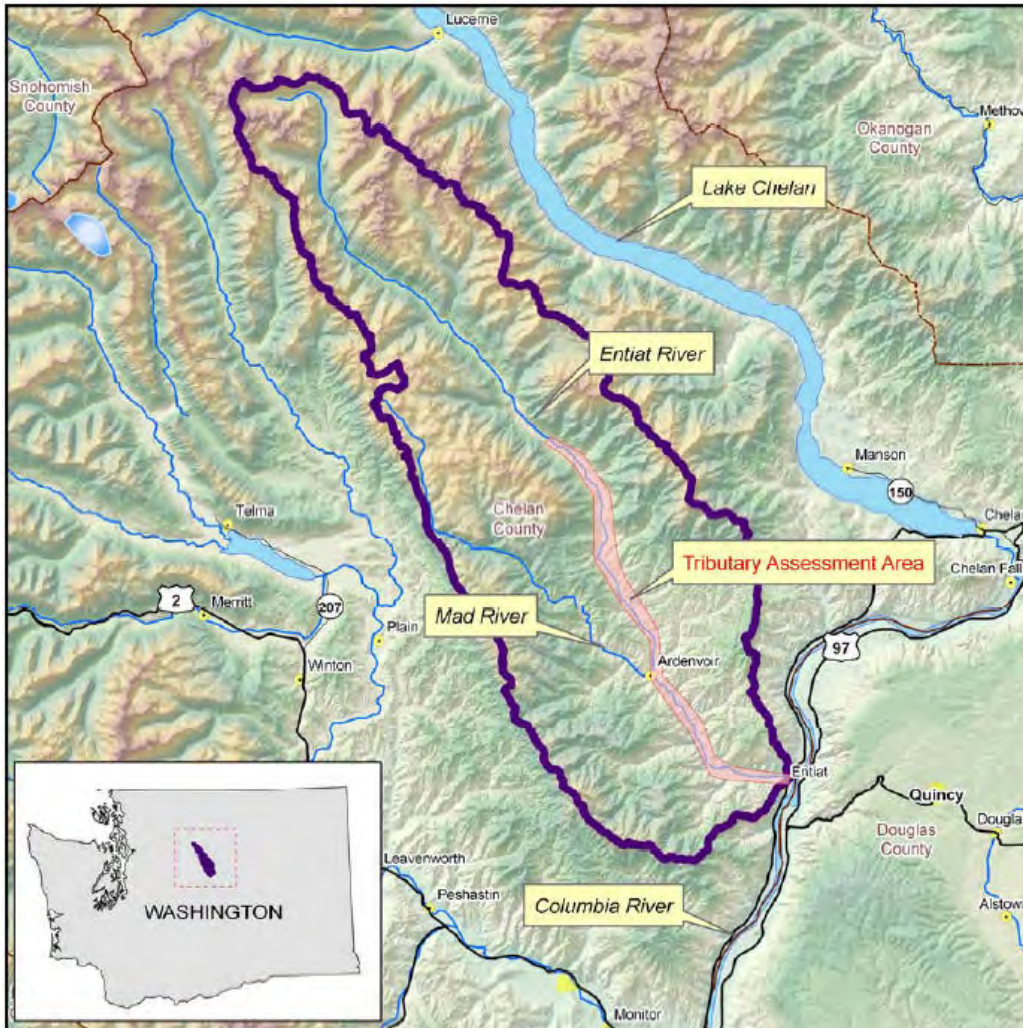 Lucerne
Snohomish
County
Methow
Okanogan
County
Lake Chelan
Entiat River
Manson
150
Chelan
Telma
Chelan
County
Tributary Assessment Area
Chelan Fall
2
Merritt
207
Mad River
Plain
97
Winton
Ardenvoir
Entiat
Quincy
Douglas
Douglas
County
Leavenworth
Peshastin
WASHINGTON
Columbia River
Alstown
Monitor